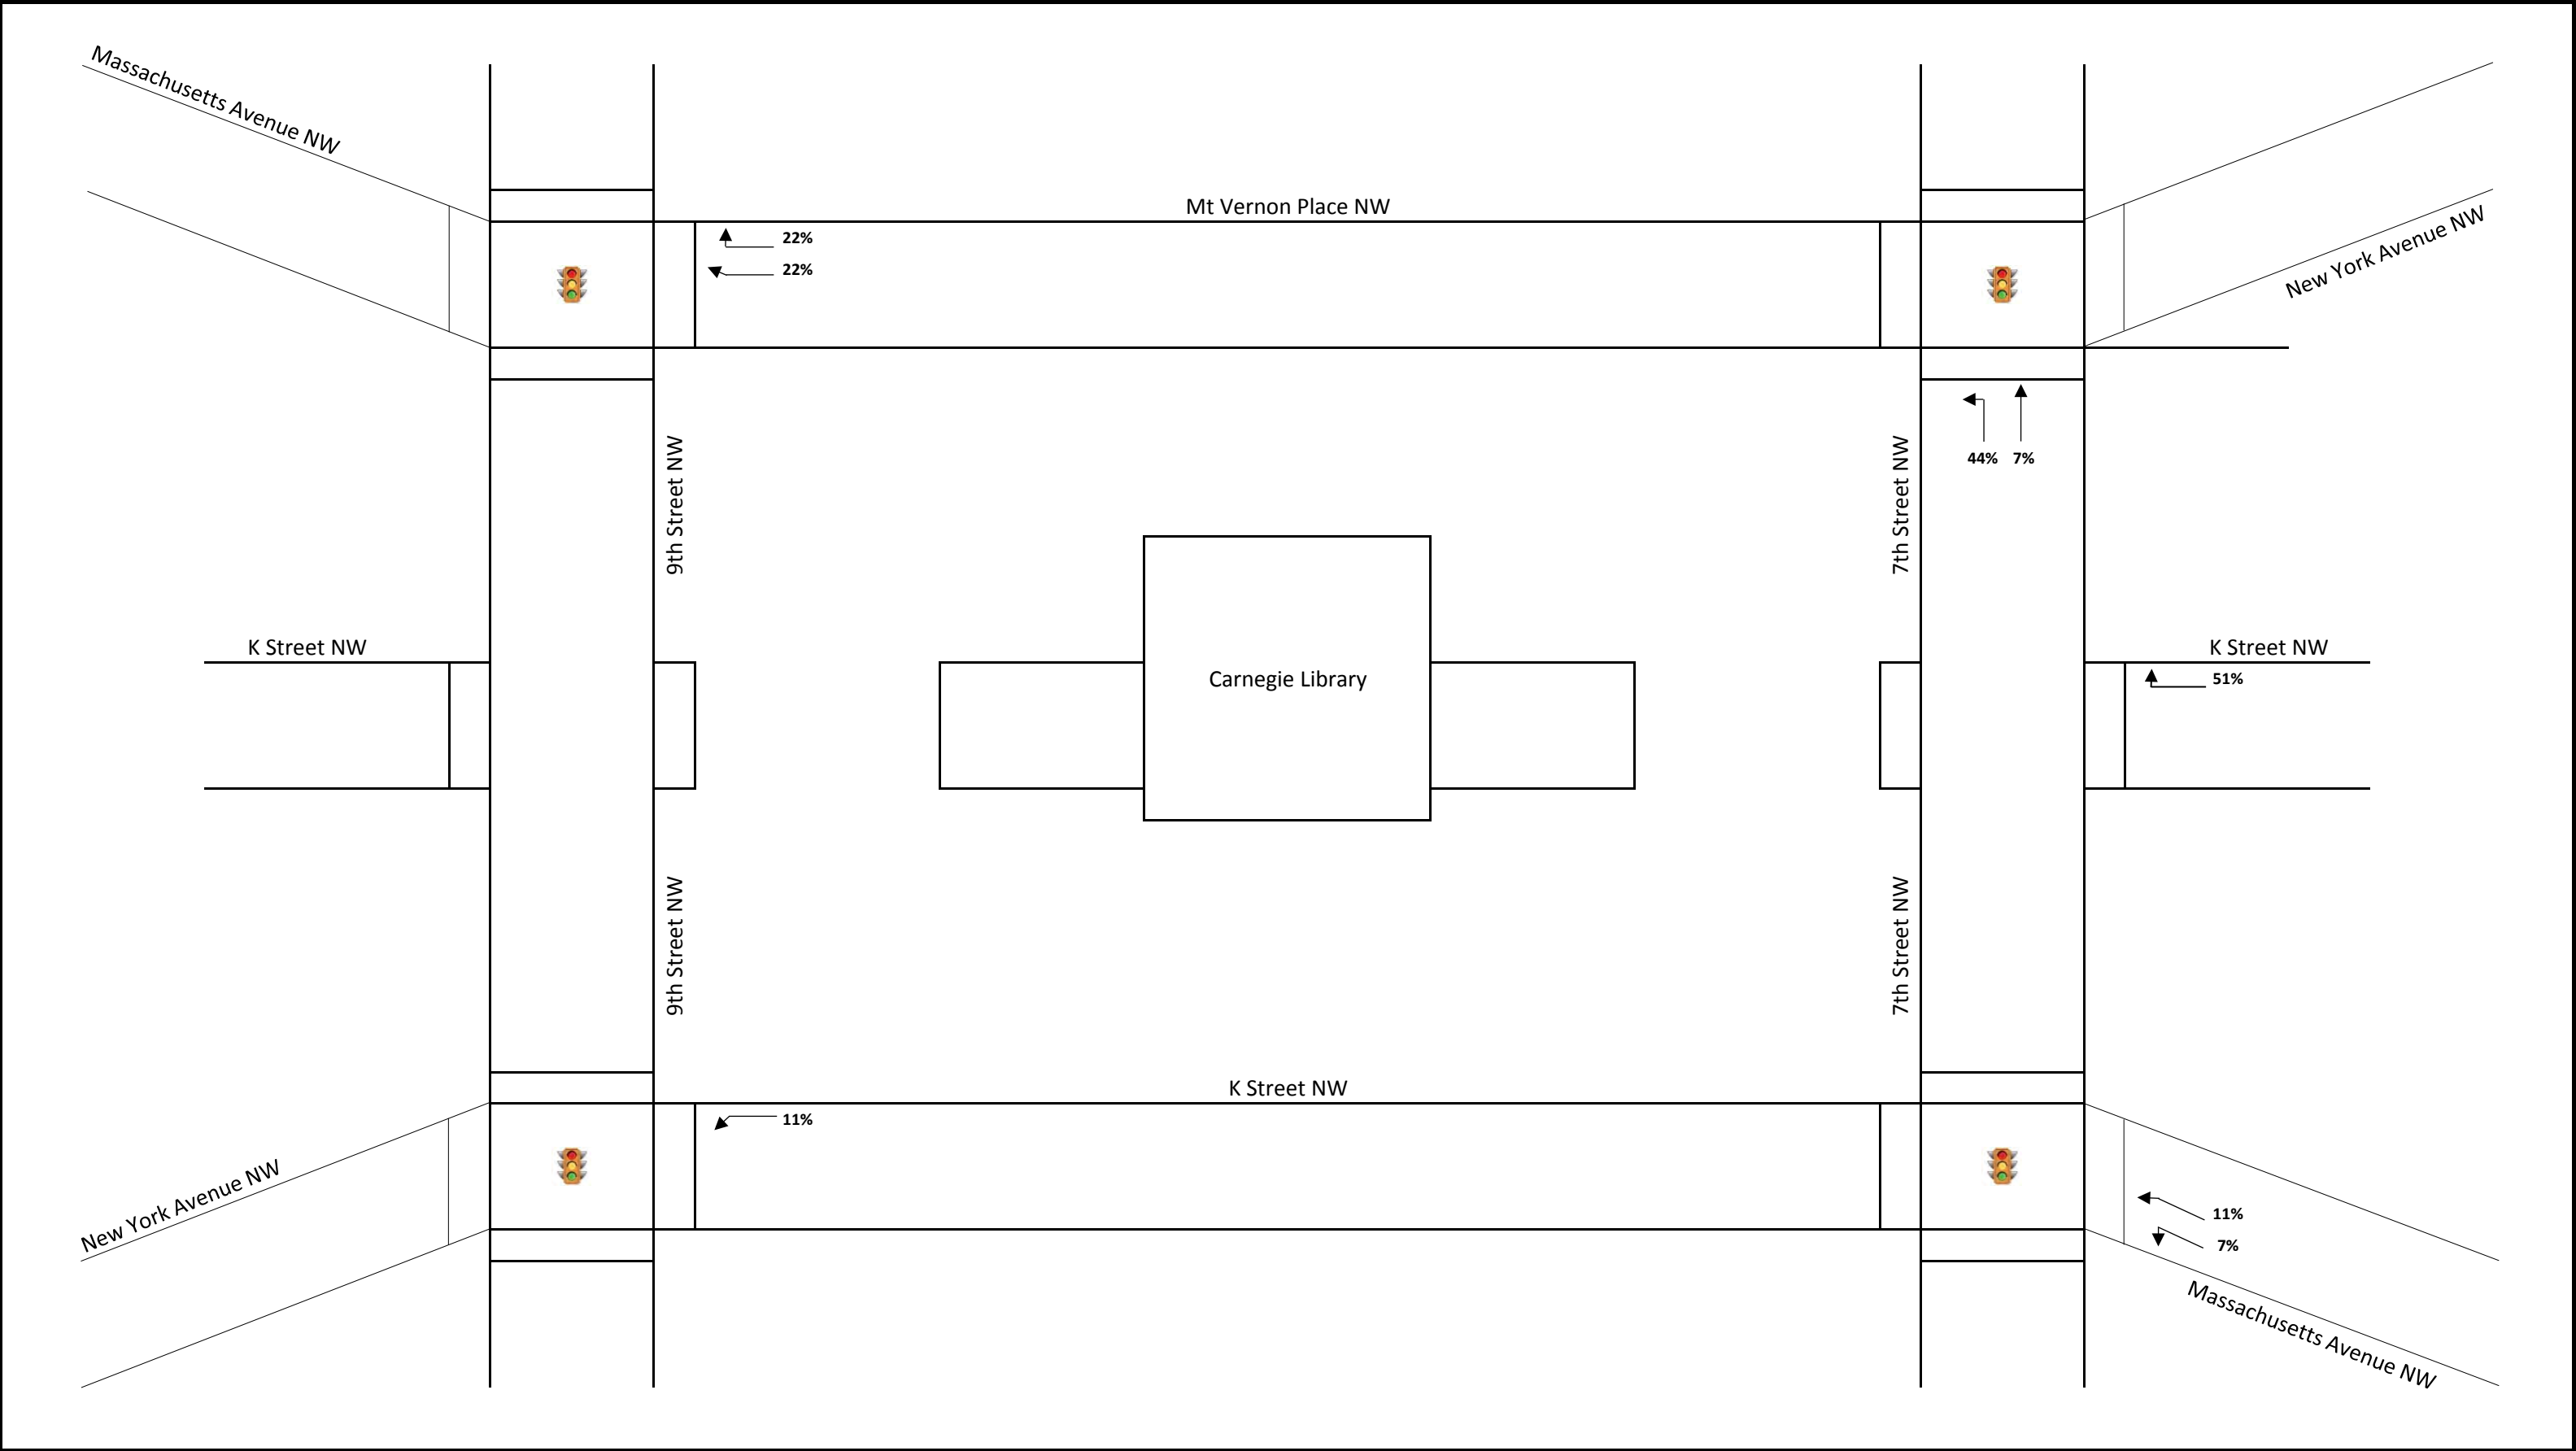 Massachusetts Avenue NW
Mt Vernon Place NW
New York Avenue NW
22%
22%
44% 7%
9th Street NW
7th Street NW
K Street NW
Carnegie Library
K Street NW
51%
9th Street NW
7th Street NW
K Street NW
11%
New York Avenue NW
11%
7%
Massachusetts Avenue NW